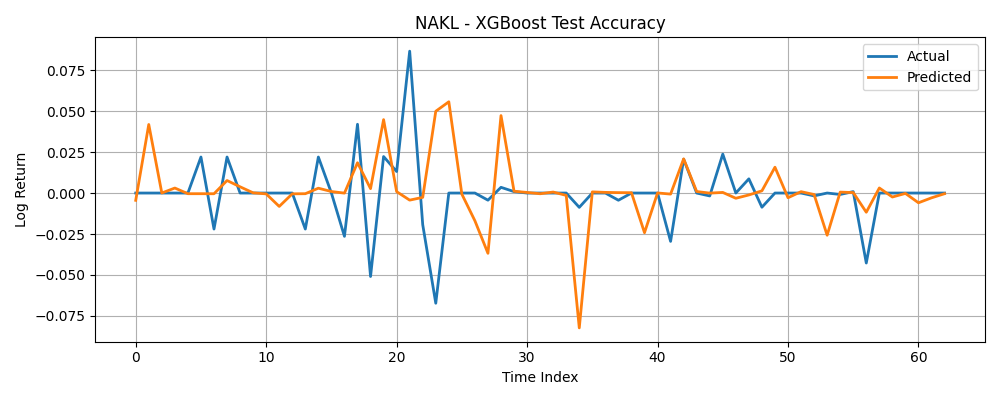 NAKL - XGBoost Test Accuracy
Actual
Predicted
0.075
0.050
0.025
0.000
−0.025
−0.050
−0.075
Log Return
0 10 20 30 40 50 60
Time Index